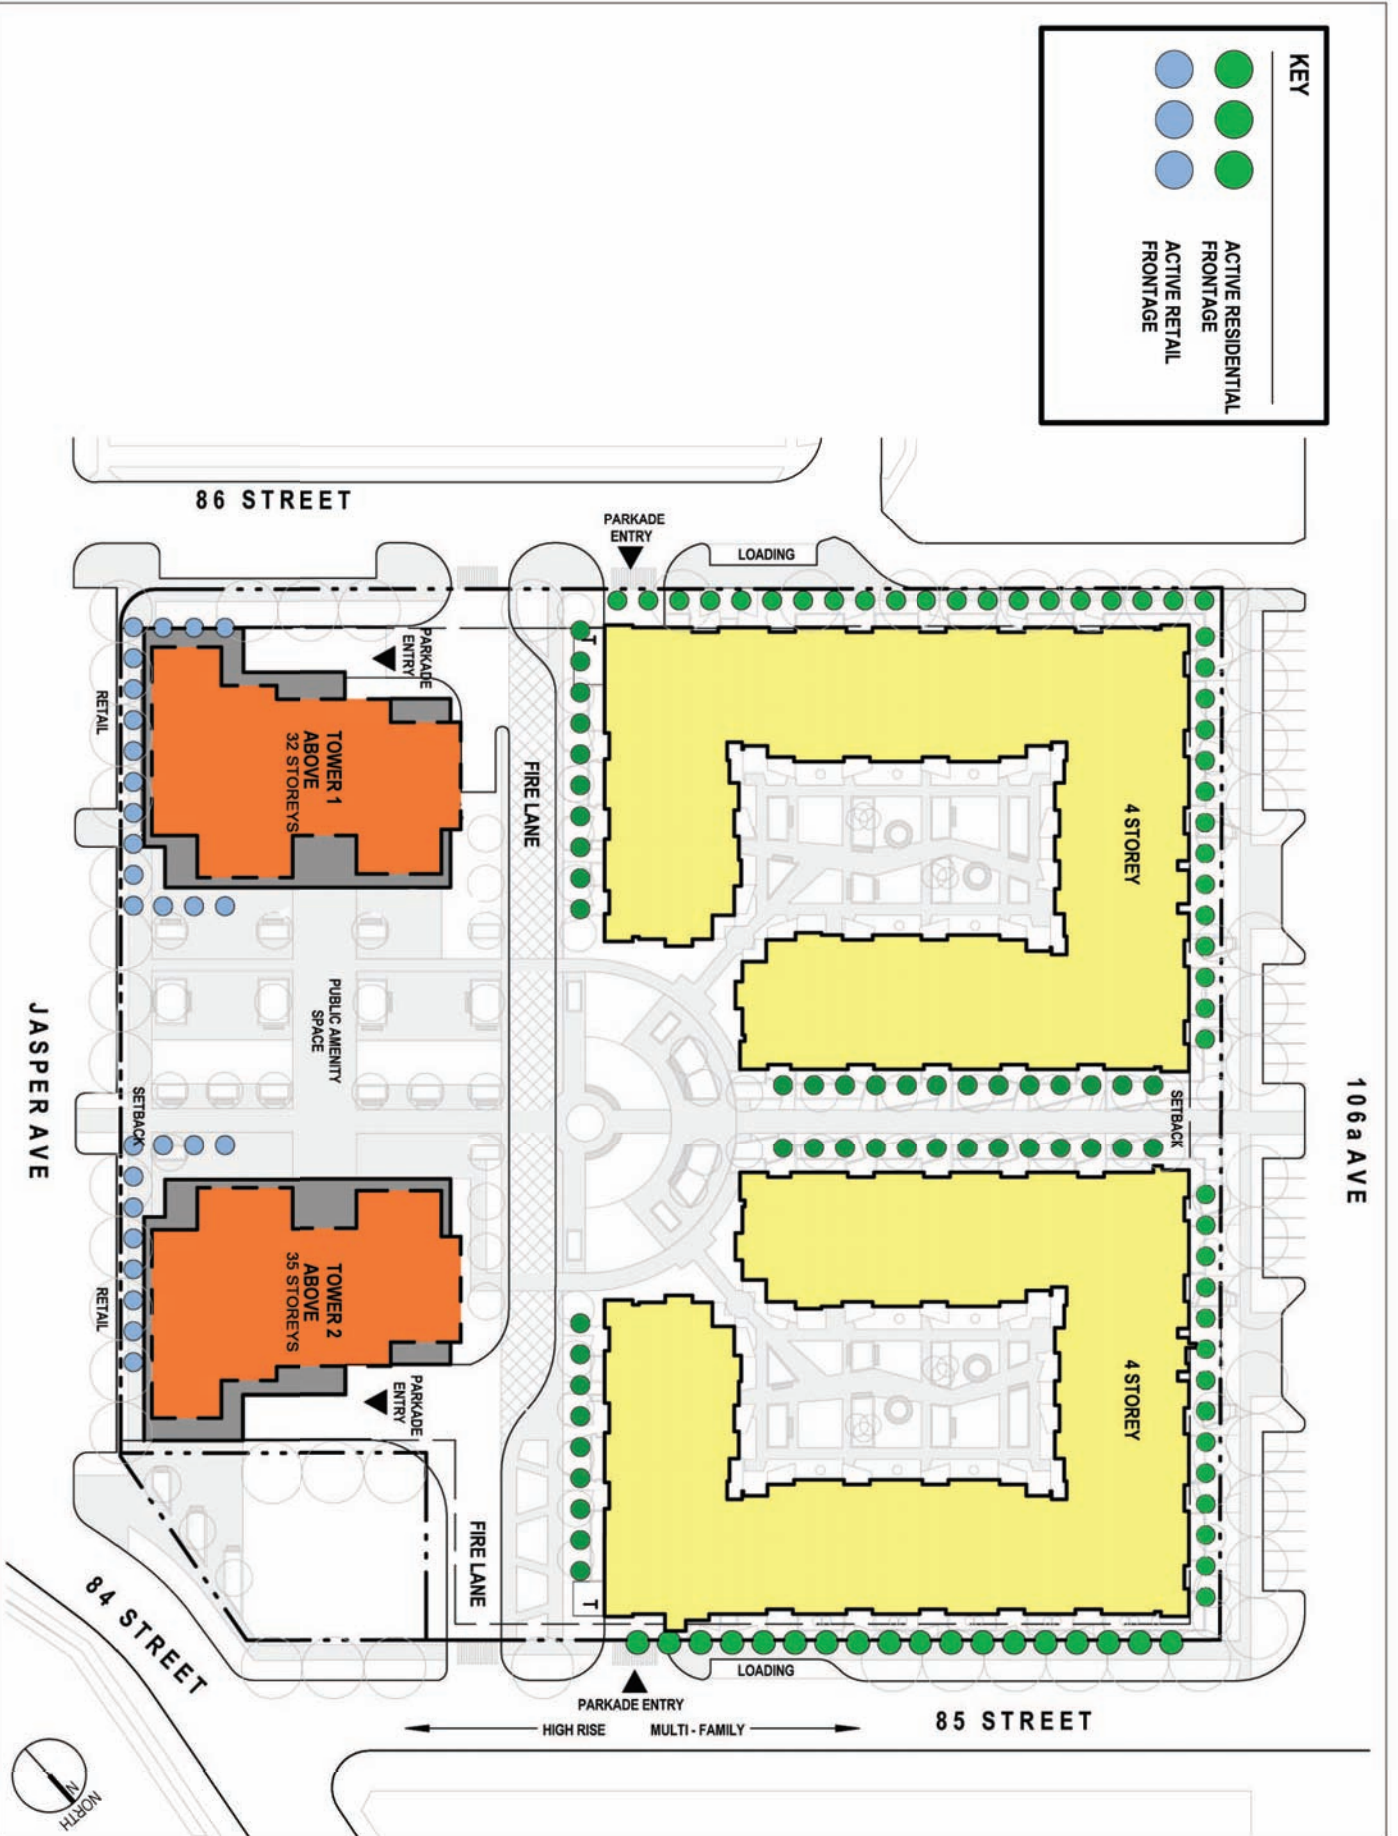 KEY
ACTIVE RESIDENTIAL
FRONTAGE
ACTIVE RETAIL
FRONTAGE
86 STREET
PARKADE
ENTRY
LOADING
PARKADE
ENTRY
T
RETAIL
TOWER 1
ABOVE
32 STOREYS
FIRE LANE
4 STOREY
PUBLIC AMENITY
SPACE
JASPER AVE
SETBACK
SETBACK
106a AVE
RETAIL
TOWER 2
ABOVE
35 STOREYS
4 STOREY
PARKADE
ENTRY
FIRE LANE
T
84 STREET
LOADING
PARKADE ENTRY
HIGH RISE
MULTI - FAMILY
85 STREET
N
NORTH